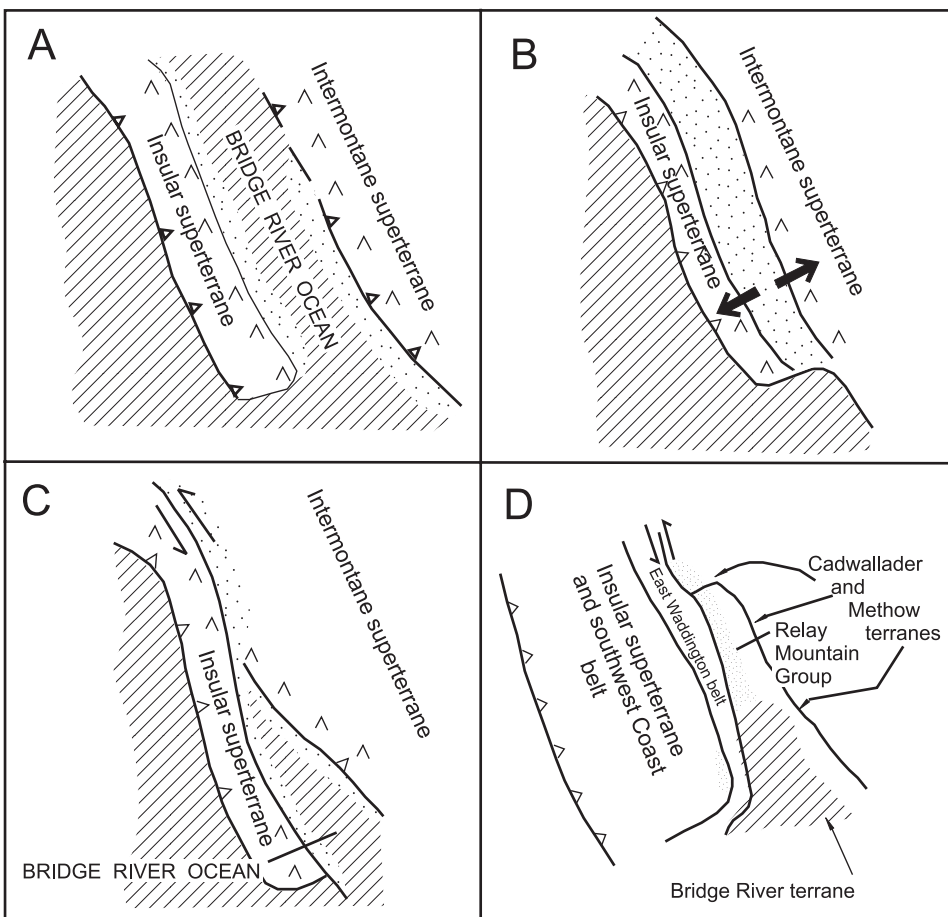 A
Insular superterrane
BRIDGE RIVER OCEAN
Intermontane superterrane
B
Insular superterrane
Intermontane superterrane
C
Insular superterrane
Intermontane superterrane
BRIDGE RIVER OCEAN
D
Insular superterrane
and southwest Coast
belt
East Waddington belt
Cadwallader
and
Methow
terranes
Relay
Mountain
Group
Bridge River terrane